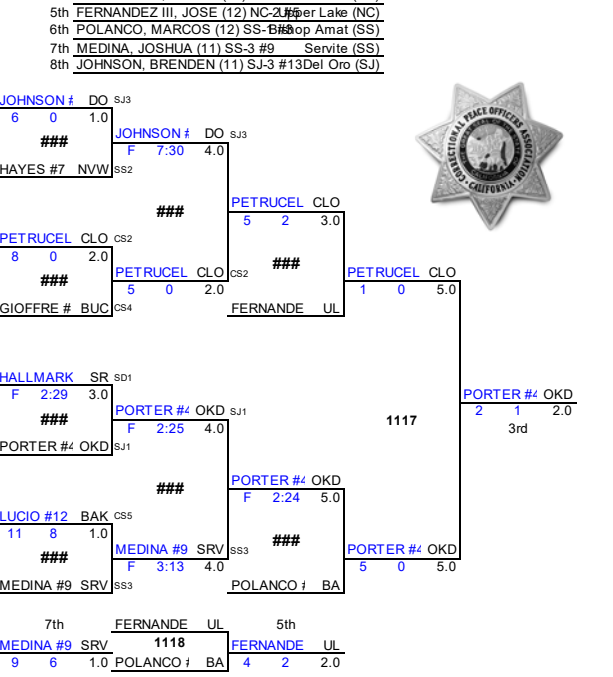 5th FERNANDEZ III, JOSE (12) NC-2 #5 Upper Lake (NC)
6th POLANCO, MARCOS (12) SS-1 #8 Bishop Amat (SS)
7th MEDINA, JOSHUA (11) SS-3 #9 Servite (SS)
8th JOHNSON, BRENDEN (11) SJ-3 #13 Del Oro (SJ)
JOHNSON # DO SJ3
6 0 1.0
###
JOHNSON # DO SJ3
F 7:30 4.0
HAYES #7 NVW SS2
###
PETRUCEL CLO
5 2 3.0
PETRUCEL CLO CS2
8 0 2.0
###
PETRUCEL CLO CS2
5 0 2.0
###
PETRUCEL CLO
1 0 5.0
GIOFFRE # BUC CS4
FERNANDE UL
CORRECTIONAL PEACE OFFICERS ASSOCIATION
CALIFORNIA
HALLMARK SR SD1
F 2:29 3.0
###
PORTER #4 OKD SJ1
F 2:25 4.0
PORTER #4 OKD SJ1
1117
PORTER #4 OKD
2 1 2.0
3rd
###
PORTER #4 OKD
F 2:24 5.0
LUCIO #12 BAK CS5
11 8 1.0
###
MEDINA #9 SRV SS3
F 3:13 4.0
###
PORTER #4 OKD
5 0 5.0
MEDINA #9 SRV SS3
POLANCO # BA
7th
FERNANDE UL
5th
MEDINA #9 SRV
1118
FERNANDE UL
9 6 1.0
POLANCO # BA
4 2 2.0